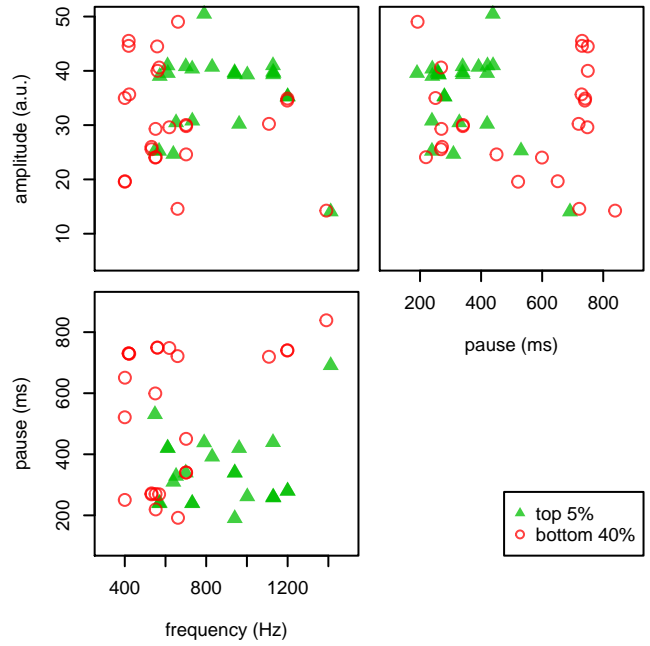 50
40
30
20
10
amplitude (a.u.)
200 400 600 800
pause (ms)
800
600
400
200
pause (ms)
400 800 1200
frequency (Hz)
top 5%
bottom 40%